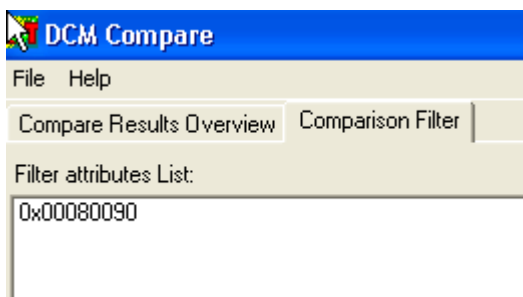 DCM Compare
File Help
Compare Results Overview Comparison Filter
Filter attributes List:
0x00080090